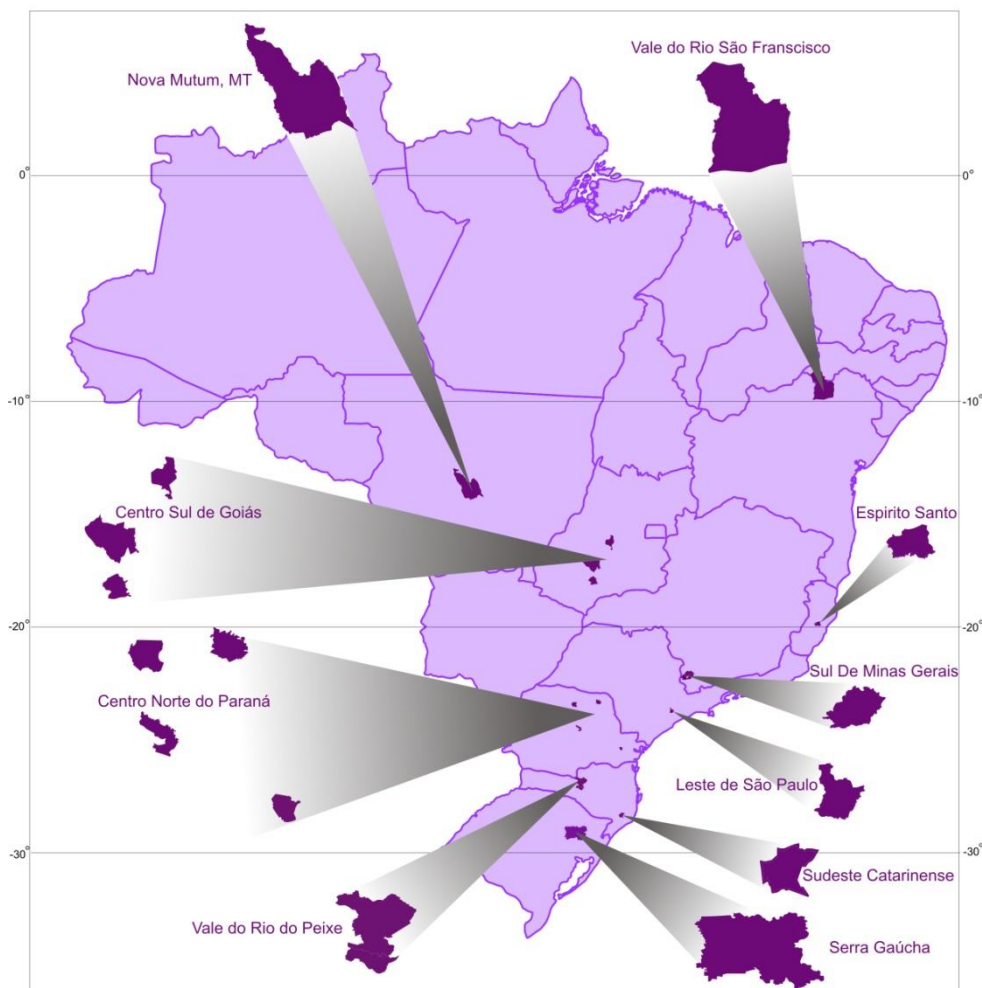 Vale do Rio São Franscisco
Nova Mutum, MT
0° 0°
-10° -10°
Centro Sul de Goiás
Espirito Santo
-20° -20°
Sul De Minas Gerais
Centro Norte do Paraná
Leste de São Paulo
-30° -30°
Sudeste Catarinense
Vale do Rio do Peixe
Serra Gaúcha